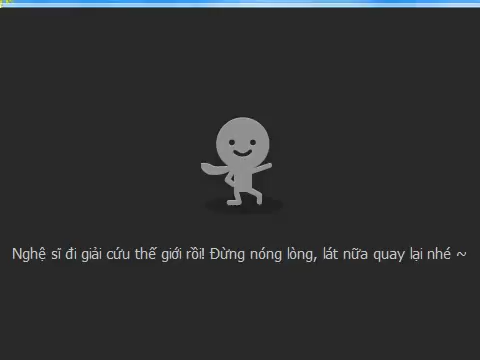 Nghệ sĩ đi giải cứu thế giới rồi! Đừng nóng lòng, lát nữa quay lại nhé ~